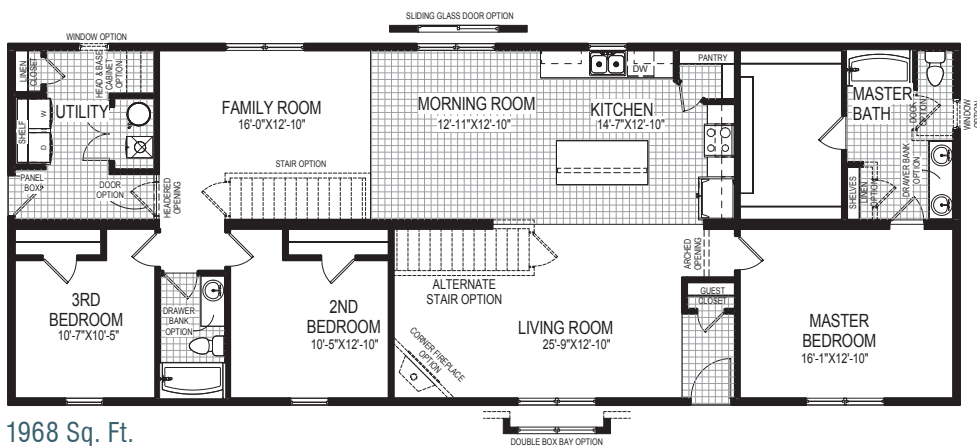 SLIDING GLASS DOOR OPTION
WINDOW OPTION
LINEN
CLOSET
HEAD & BASE
CABINET
OPTION
UTILITY
SHELF
W
D
PANEL
BOX
DOOR
OPTION
HEADERED
OPENING
FAMILY ROOM
16'-0"X12'-10"
STAIR OPTION
MORNING ROOM
12'-11"X12'-10"
DW
KITCHEN
14'-7"X12'-10"
PANTRY
MASTER
BATH
DOOR
OPTION
WINDOW
OPTION
DRAWER BANK
OPTION
SHELVES
LINEN
OPTION
3RD
BEDROOM
10'-7"X10'-5"
DRAWER
BANK
OPTION
2ND
BEDROOM
10'-5"X12'-10"
ALTERNATE
STAIR OPTION
CORNER FIREPLACE
OPTION
LIVING ROOM
25'-9"X12'-10"
ARCHED
OPENING
GUEST
CLOSET
MASTER
BEDROOM
16'-1"X12'-10"
DOUBLE BOX BAY OPTION
1968 Sq. Ft.